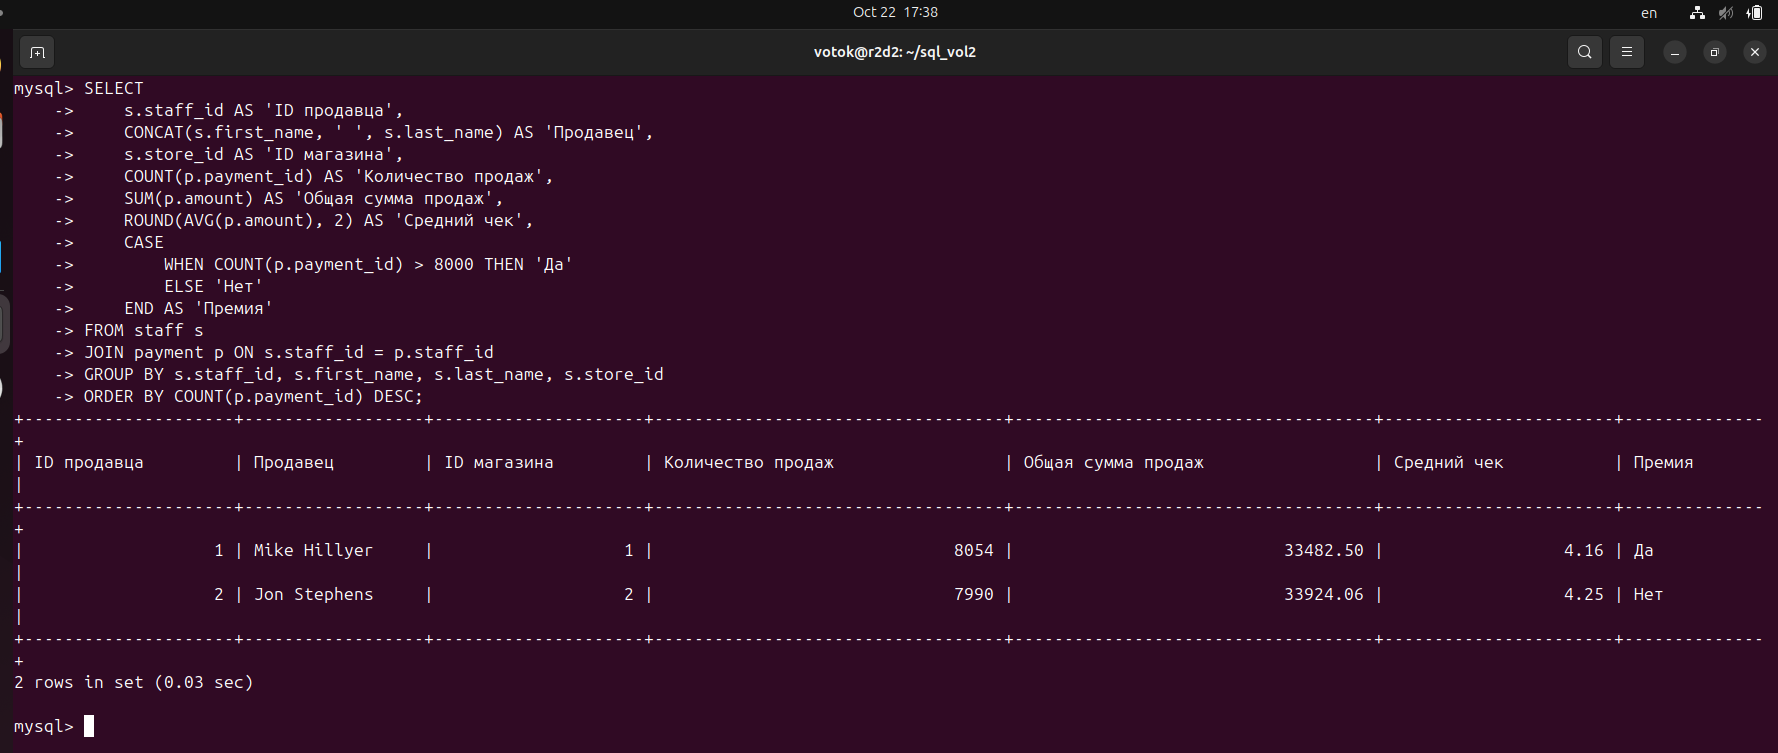 Oct 22  17:38
en
votok@r2d2: ~/sql_vol2
mysql> SELECT
    ->     s.staff_id AS 'ID продавца',
    ->     CONCAT(s.first_name, ' ', s.last_name) AS 'Продавец',
    ->     s.store_id AS 'ID магазина',
    ->     COUNT(p.payment_id) AS 'Количество продаж',
    ->     SUM(p.amount) AS 'Общая сумма продаж',
    ->     ROUND(AVG(p.amount), 2) AS 'Средний чек',
    ->     CASE
    ->         WHEN COUNT(p.payment_id) > 8000 THEN 'Да'
    ->         ELSE 'Нет'
    ->     END AS 'Премия'
    -> FROM staff s
    -> JOIN payment p ON s.staff_id = p.staff_id
    -> GROUP BY s.staff_id, s.first_name, s.last_name, s.store_id
    -> ORDER BY COUNT(p.payment_id) DESC;
+---------------------+------------------+---------------------+-----------------------------------+------------------------------------+-----------------------+--------------
+
| ID продавца         | Продавец         | ID магазина         | Количество продаж                 | Общая сумма продаж                 | Средний чек           | Премия
|
+---------------------+------------------+---------------------+-----------------------------------+------------------------------------+-----------------------+--------------
+
|                   1 | Mike Hillyer     |                   1 |                              8054 |                           33482.50 |                  4.16 | Да
|
|                   2 | Jon Stephens     |                   2 |                              7990 |                           33924.06 |                  4.25 | Нет
|
+---------------------+------------------+---------------------+-----------------------------------+------------------------------------+-----------------------+--------------
+
2 rows in set (0.03 sec)
mysql>